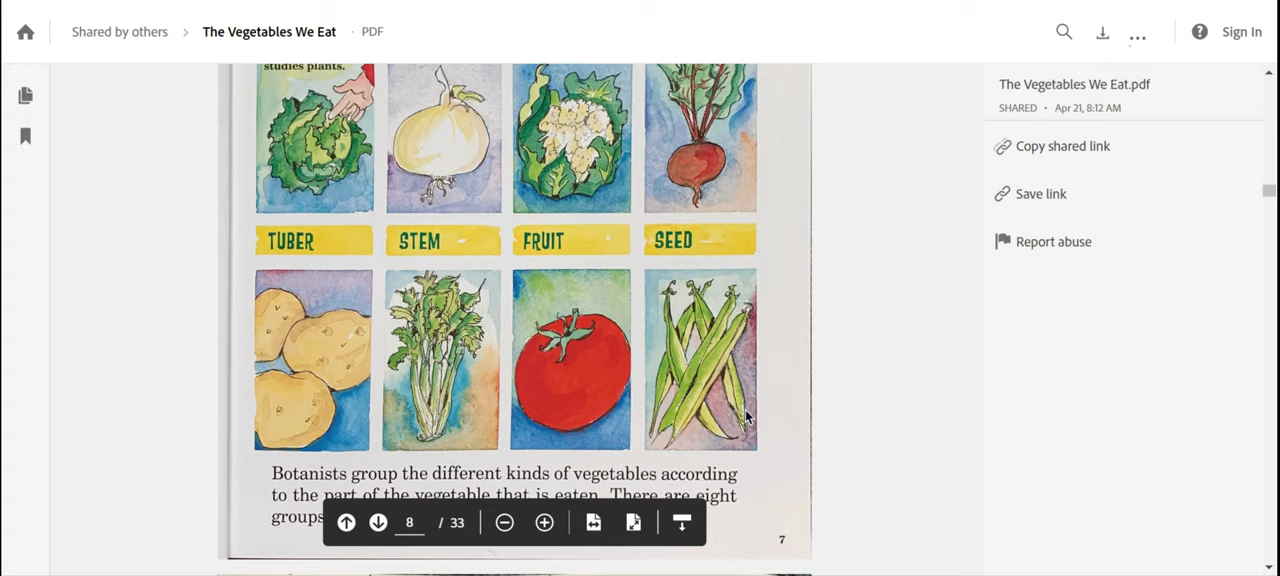 Shared by others > The Vegetables We Eat · PDF
Sign In
studies plants.
The Vegetables We Eat.pdf
SHARED • Apr 21, 8:12 AM
Copy shared link
Save link
Report abuse
TUBER STEM FRUIT SEED
Botanists group the different kinds of vegetables according
to the part of the vegetable that is eaten. There are eight
groups
8 / 33
7